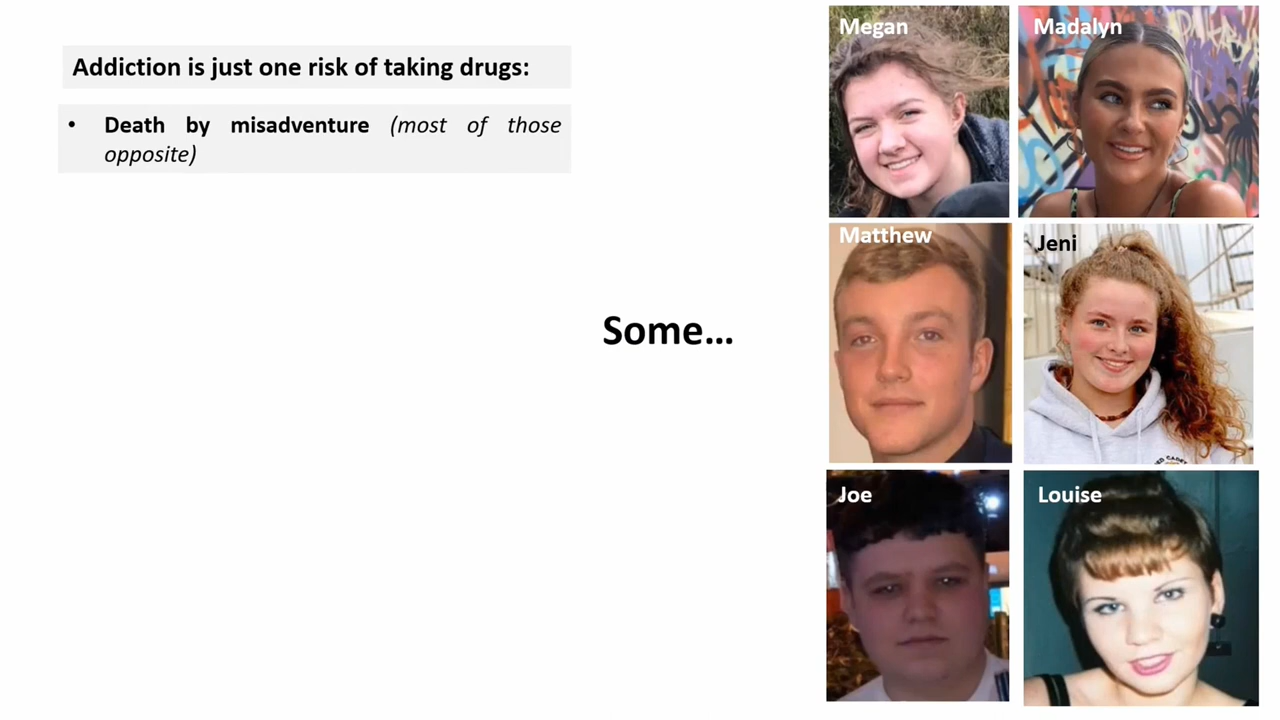 Addiction is just one risk of taking drugs:
• Death by misadventure (most of those
opposite)
Some...
Megan
Madalyn
Matthew
Jeni
Joe
Louise